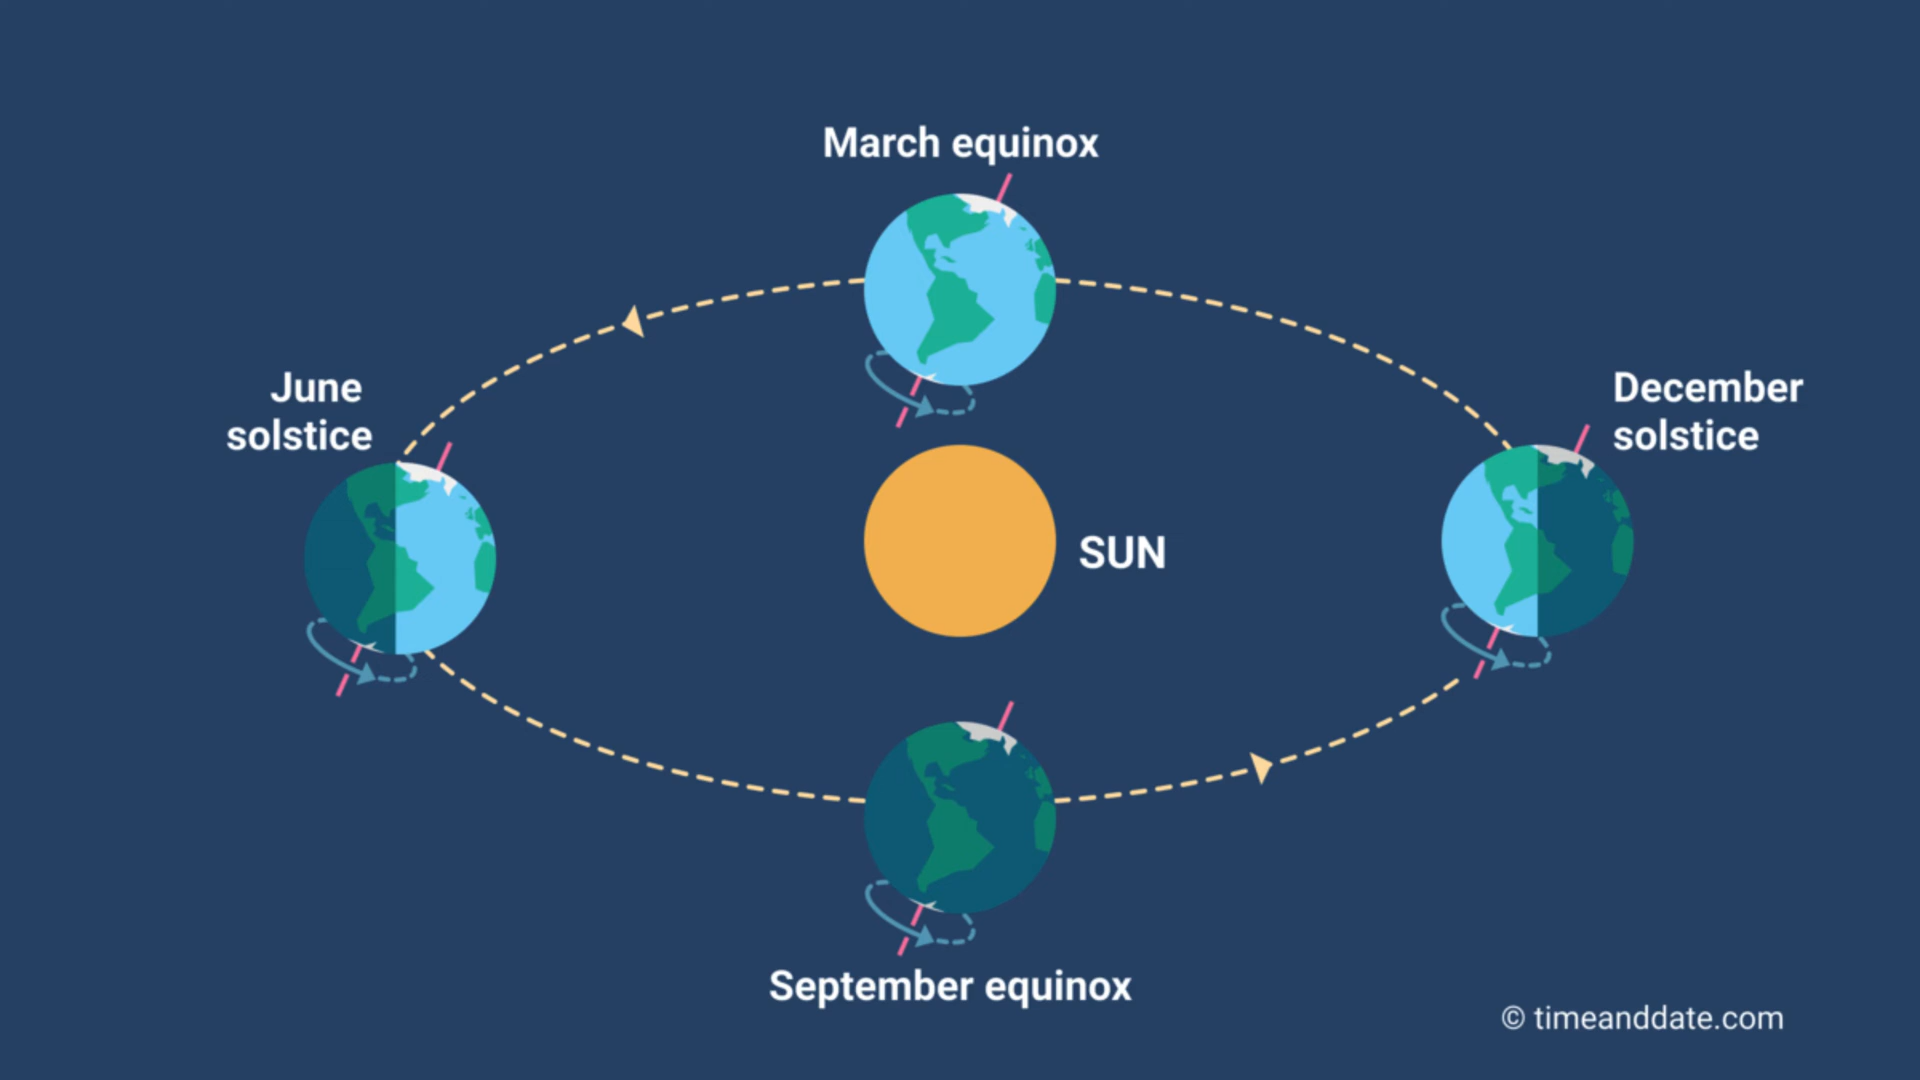 March equinox
June
solstice
December
solstice
SUN
September equinox
© timeanddate.com